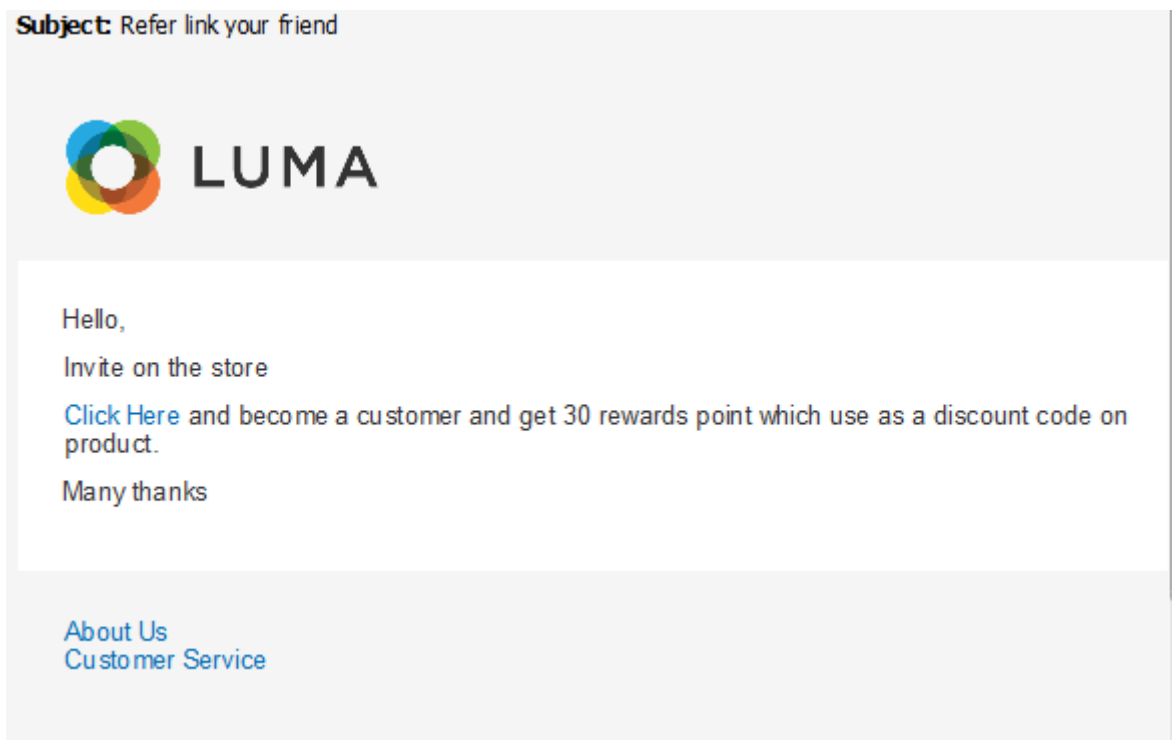 Subject: Refer link your friend
LUMA
Hello,
Invite on the store
Click Here and become a customer and get 30 rewards point which use as a discount code on
product.
Many thanks
About Us
Customer Service